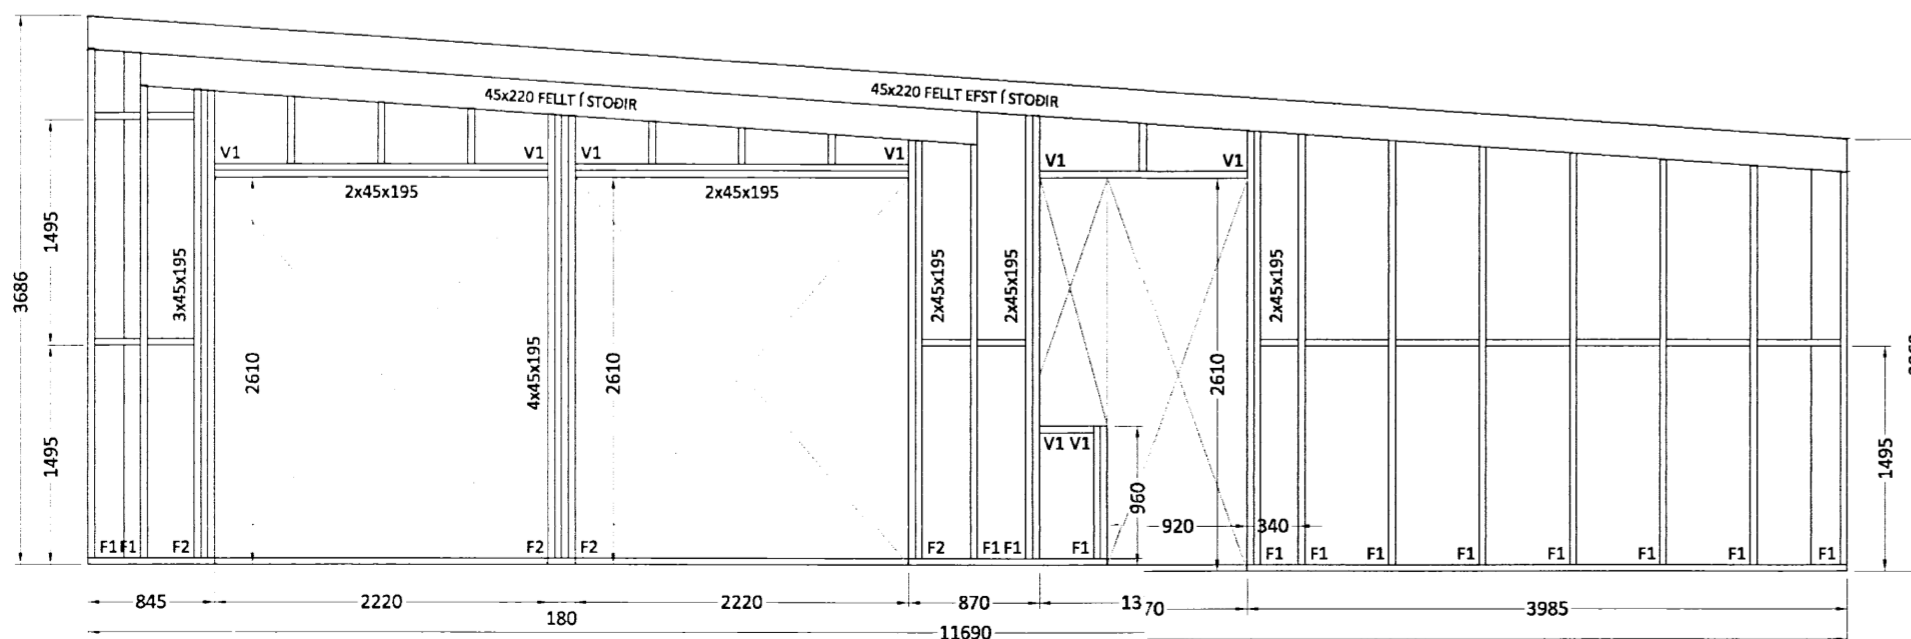 45x220 FELLT Í STOÐIR
45x220 FELLT EFST Í STOÐIR
V1
V1
V1
V1
V1
V1
2x45x195
2x45x195
1495
3686
3x45x195
2x45x195
2x45x195
2x45x195
2610
4x45x195
2610
2610
1495
1495
V1 V1
960
920
340
F1 F1
F2
F2
F2
F2
F1 F1
F1
F1
F1
F1
F1
F1
F1
F1
F1
845
2220
180
2220
870
1370
3985
11690